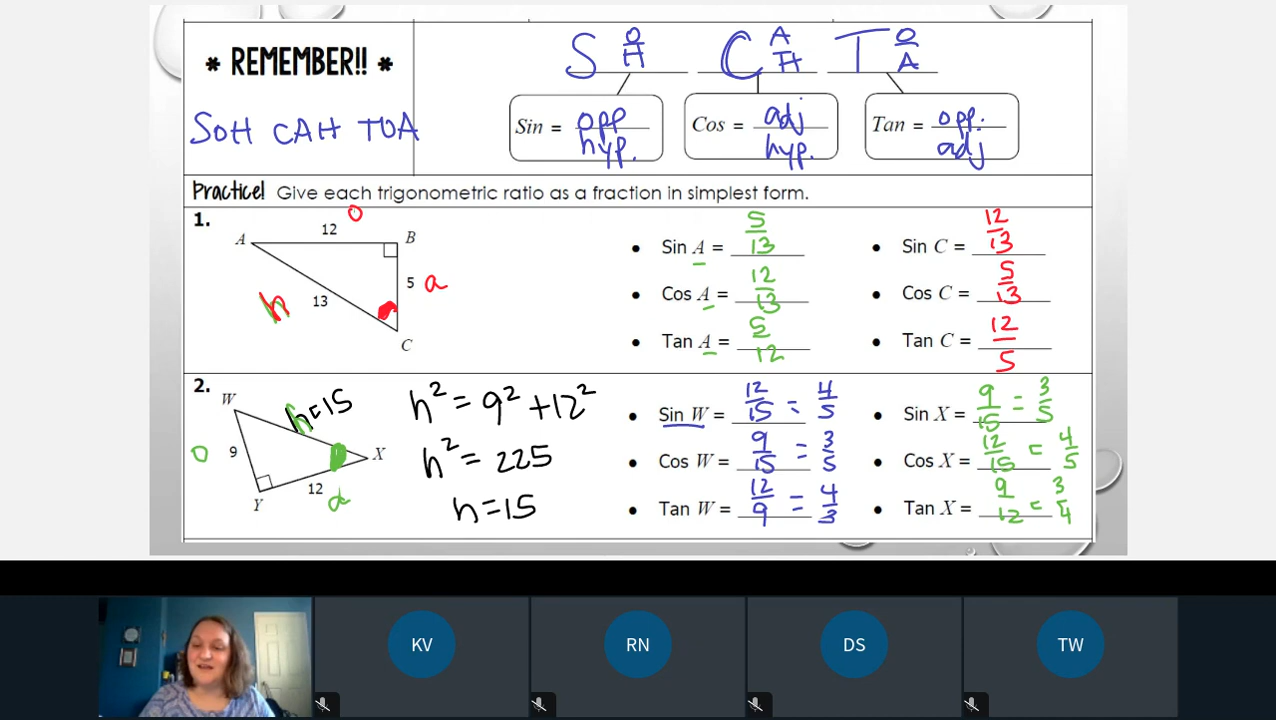 * REMEMBER!! *
SOH CAH TOA
S O/H C A/H T O/A
Sin = opp/hyp. Cos = adj/hyp. Tan = opp./adj
Practice! Give each trigonometric ratio as a fraction in simplest form.
1.
A 12 o B
5 a
h 13
C
• Sin A = 5/13
• Cos A = 12/13
• Tan A = 5/12
• Sin C = 12/13
• Cos C = 5/13
• Tan C = 12/5
2.
W h=15
o 9 X
12 a
Y
h² = 9² + 12²
h² = 225
h = 15
• Sin W = 12/15 = 4/5
• Cos W = 9/15 = 3/5
• Tan W = 12/9 = 4/3
• Sin X = 9/15 = 3/5
• Cos X = 12/15 = 4/5
• Tan X = 9/12 = 3/4
KV RN DS TW